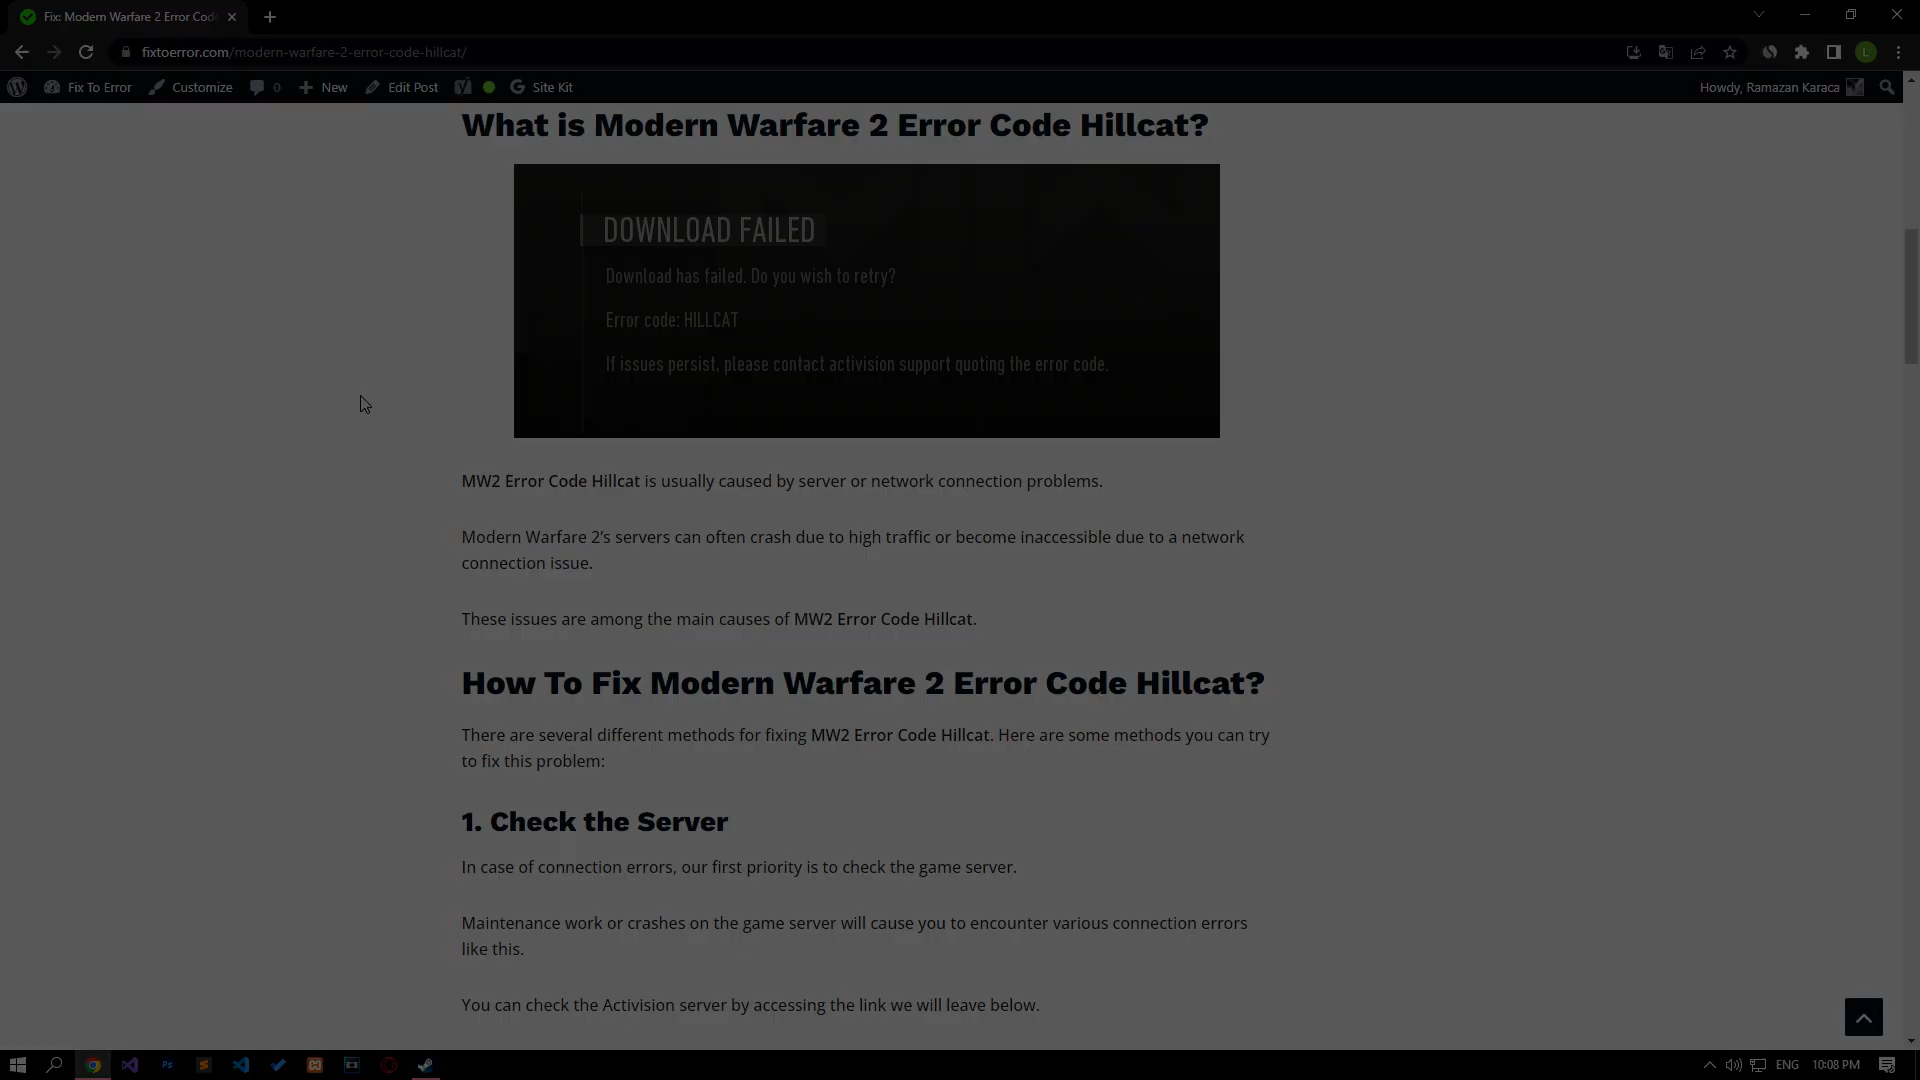 Fix: Modern Warfare 2 Error Code
fixtoerror.com/modern-warfare-2-error-code-hillcat/
L
Fix To Error
Customize
0
New
Edit Post
Site Kit
Howdy, Ramazan Karaca
What is Modern Warfare 2 Error Code Hillcat?
DOWNLOAD FAILED
Download has failed. Do you wish to retry?
Error code: HILLCAT
If issues persist, please contact activision support quoting the error code.
MW2 Error Code Hillcat is usually caused by server or network connection problems.
Modern Warfare 2’s servers can often crash due to high traffic or become inaccessible due to a network
connection issue.
These issues are among the main causes of MW2 Error Code Hillcat.
How To Fix Modern Warfare 2 Error Code Hillcat?
There are several different methods for fixing MW2 Error Code Hillcat. Here are some methods you can try
to fix this problem:
1. Check the Server
In case of connection errors, our first priority is to check the game server.
Maintenance work or crashes on the game server will cause you to encounter various connection errors
like this.
You can check the Activision server by accessing the link we will leave below.
Ps
ENG
10:08 PM